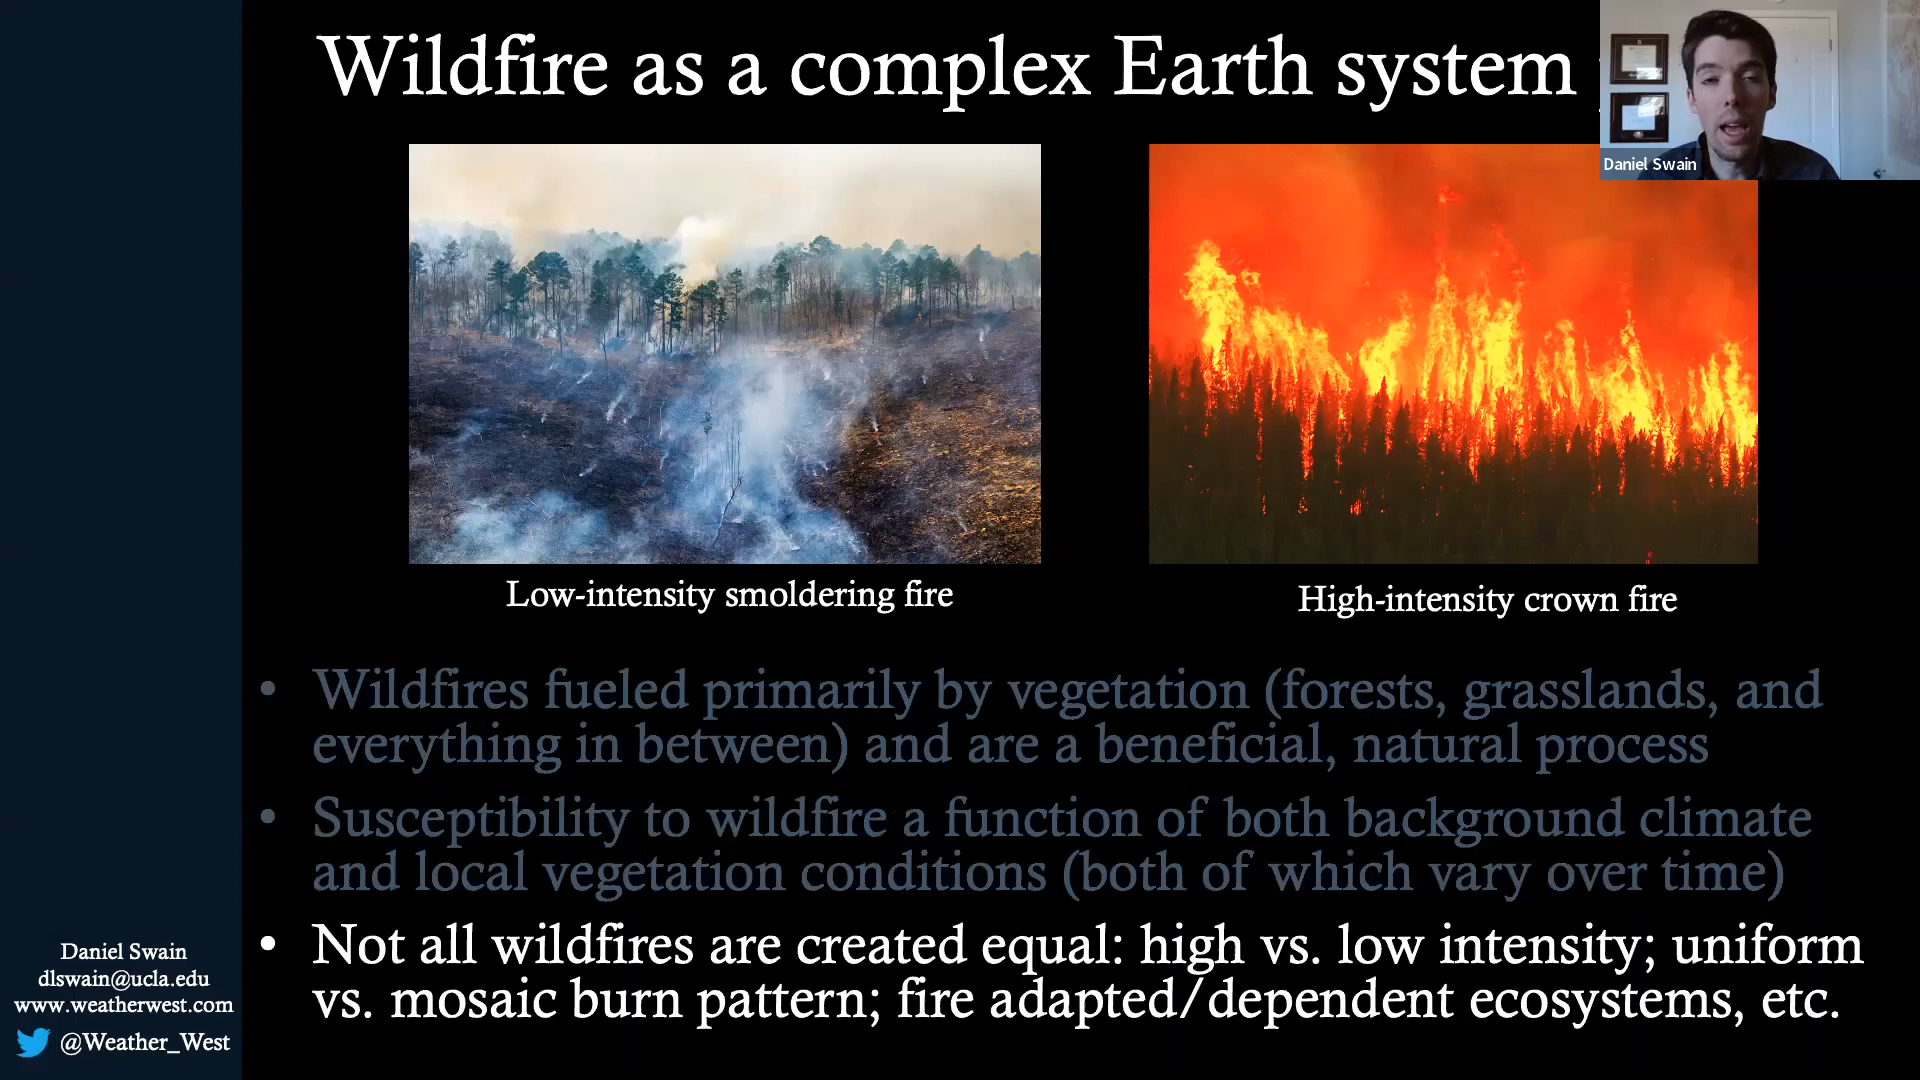 Wildfire as a complex Earth system
Daniel Swain
Low-intensity smoldering fire
High-intensity crown fire
• Wildfires fueled primarily by vegetation (forests, grasslands, and
everything in between) and are a beneficial, natural process
• Susceptibility to wildfire a function of both background climate
and local vegetation conditions (both of which vary over time)
• Not all wildfires are created equal: high vs. low intensity; uniform
vs. mosaic burn pattern; fire adapted/dependent ecosystems, etc.
Daniel Swain
dlswain@ucla.edu
www.weatherwest.com
@Weather_West